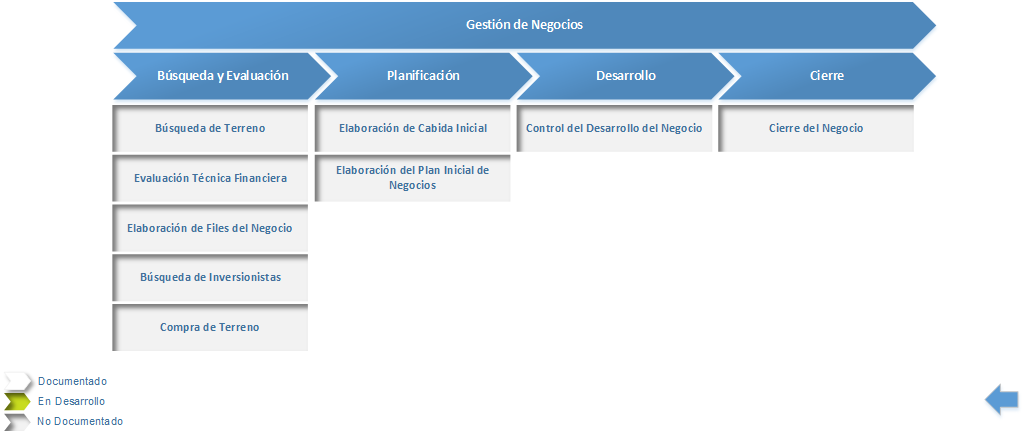 Gestión de Negocios
Búsqueda y Evaluación
Planificación
Desarrollo
Cierre
Búsqueda de Terreno
Elaboración de Cabida Inicial
Control del Desarrollo del Negocio
Cierre del Negocio
Evaluación Técnica Financiera
Elaboración del Plan Inicial de
Negocios
Elaboración de Files del Negocio
Búsqueda de Inversionistas
Compra de Terreno
Documentado
En Desarrollo
No Documentado